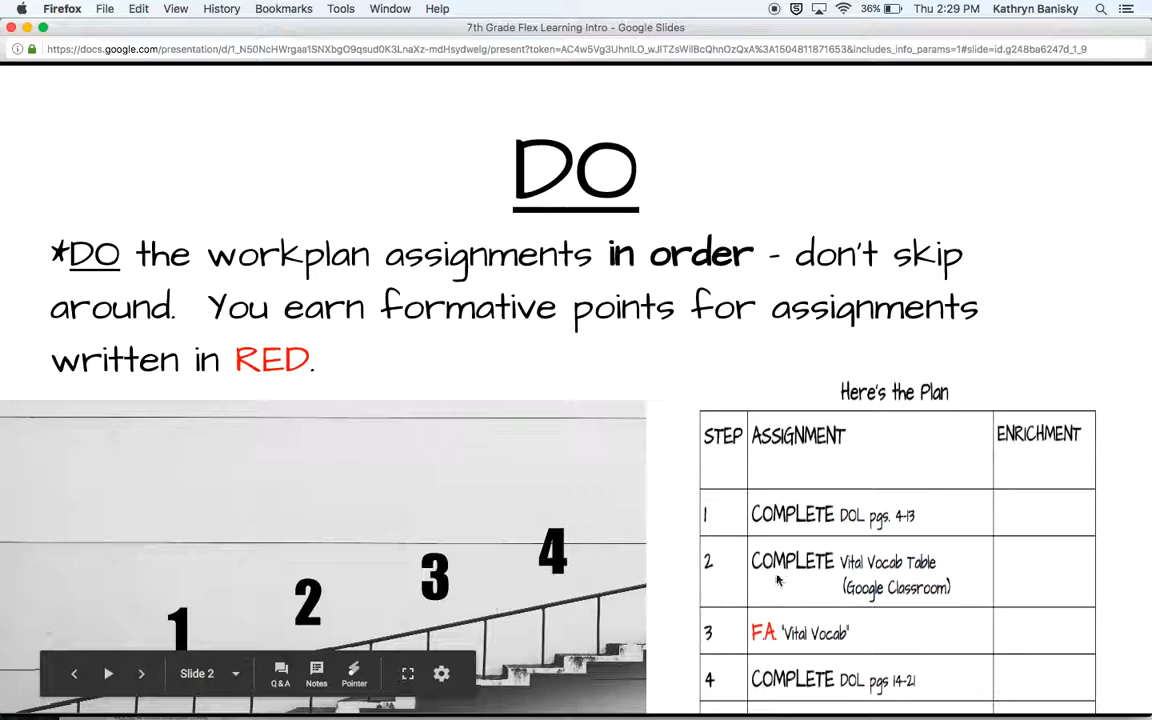 Firefox File Edit View History Bookmarks Tools Window Help 36% Thu 2:29 PM Kathryn Banisky
7th Grade Flex Learning Intro - Google Slides
DO
*DO the workplan assignments in order - don't skip
around. You earn formative points for assignments
written in RED.
Here's the Plan
STEP ASSIGNMENT ENRICHMENT
1 COMPLETE DOL pgs. 4-13
2 COMPLETE Vital Vocab Table
(Google Classroom)
3 F.A. "Vital Vocab"
4 COMPLETE DOL pgs 14-21
1
2
3
4
Slide 2
Q & A Notes Pointer